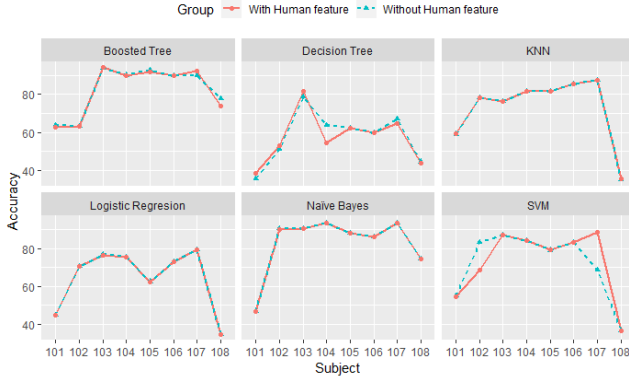 Group With Human feature Without Human feature
Boosted Tree Decision Tree KNN
80
60
40
Accuracy
Logistic Regresion Naïve Bayes SVM
80
60
40
101 102 103 104 105 106 107 108 101 102 103 104 105 106 107 108 101 102 103 104 105 106 107 108
Subject